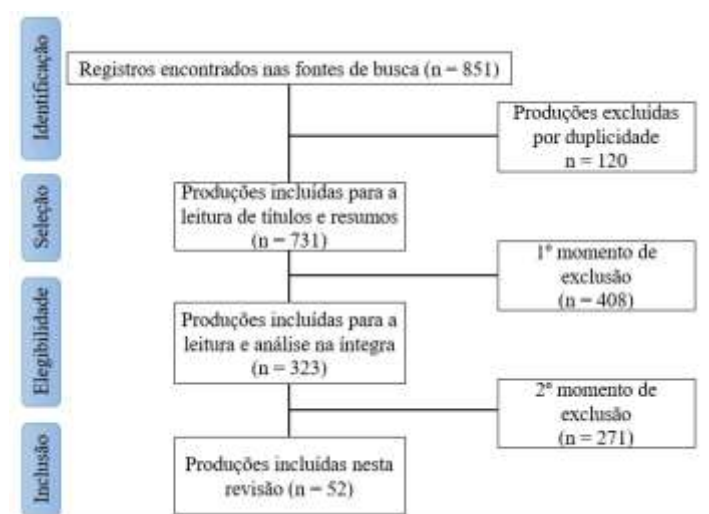 Identificação
Registros encontrados nas fontes de busca (n = 851)
Produções excluídas
por duplicidade
n = 120
Seleção
Produções incluídas para a
leitura de títulos e resumos
(n = 731)
1º momento de
exclusão
(n = 408)
Elegibilidade
Produções incluídas para a
leitura e análise na íntegra
(n = 323)
2º momento de
exclusão
(n = 271)
Inclusão
Produções incluídas nesta
revisão (n = 52)